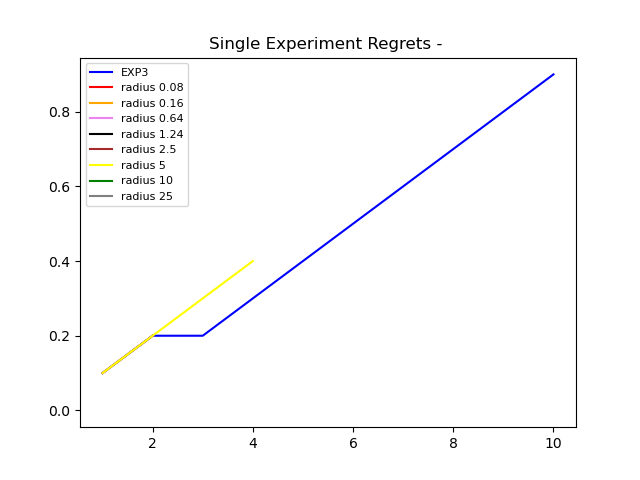 Single Experiment Regrets -
EXP3
radius 0.08
radius 0.16
radius 0.64
radius 1.24
radius 2.5
radius 5
radius 10
radius 25
0.8
0.6
0.4
0.2
0.0
2 4 6 8 10